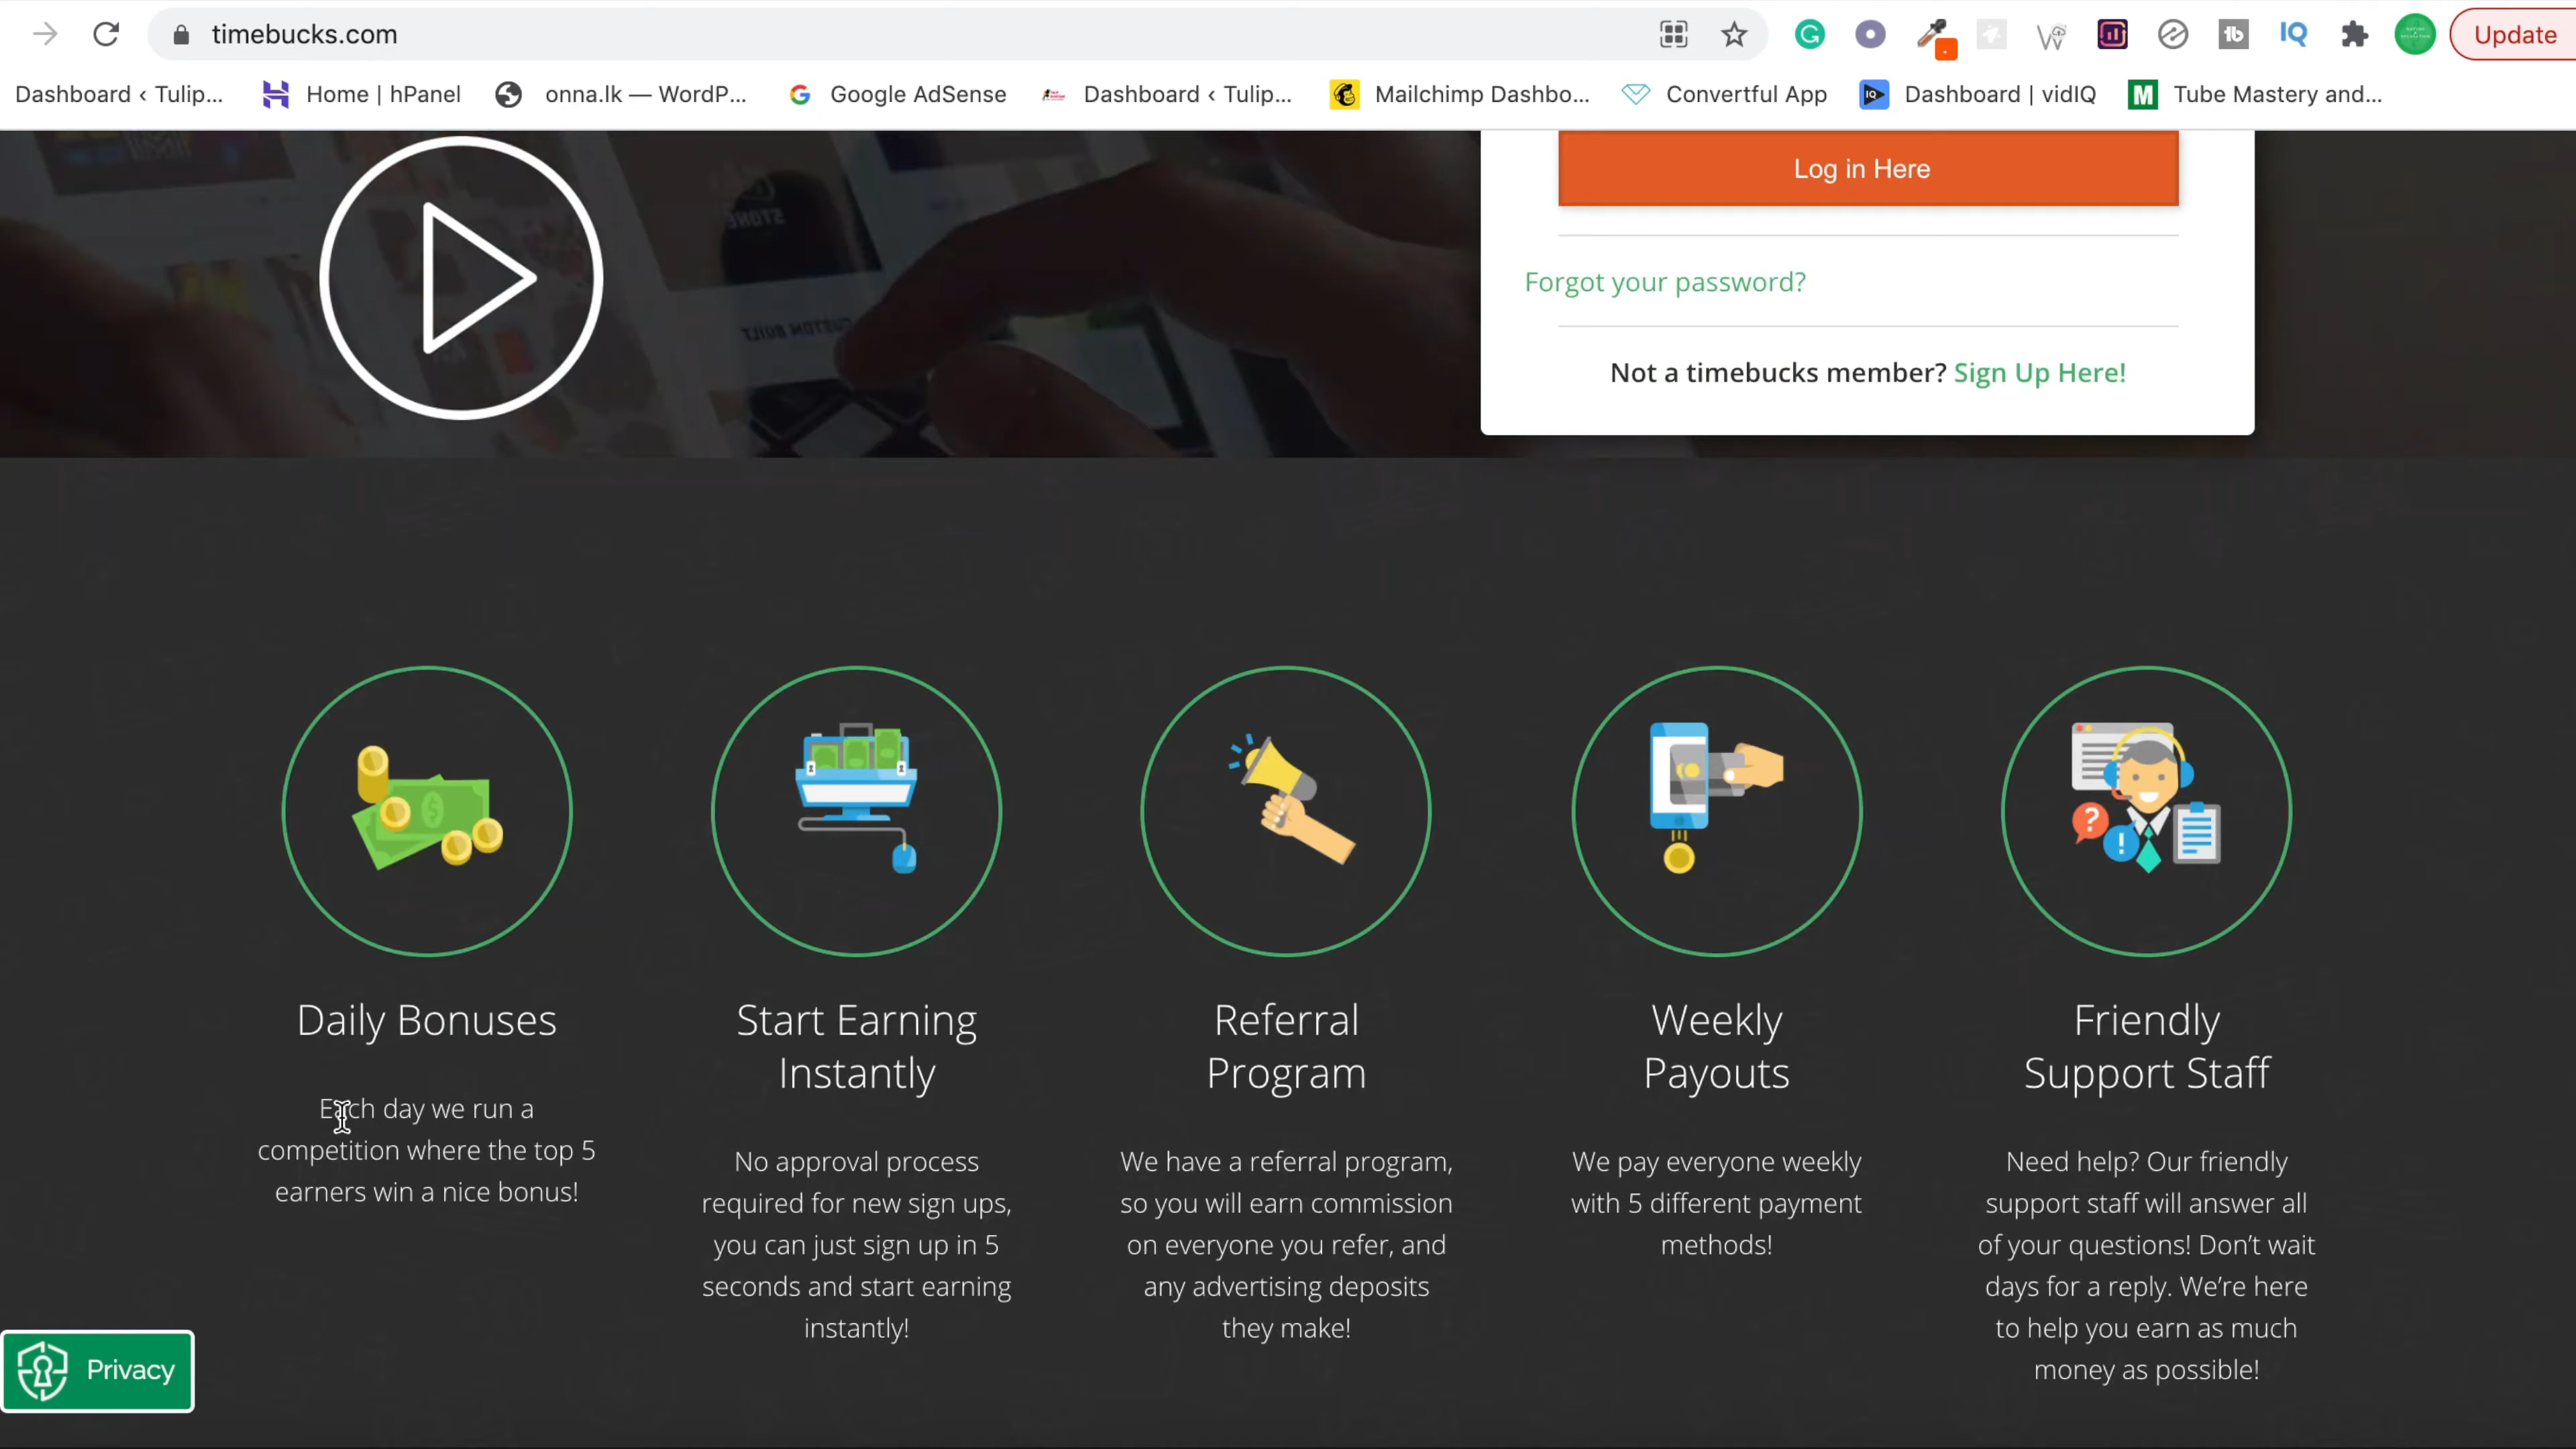 timebucks.com
Update
Dashboard ‹ Tulip...
Home | hPanel
onna.lk — WordP...
Google AdSense
Dashboard ‹ Tulip...
Mailchimp Dashbo...
Convertful App
Dashboard | vidIQ
Tube Mastery and...
Log in Here
Forgot your password?
Not a timebucks member? Sign Up Here!
Daily Bonuses
Each day we run a
competition where the top 5
earners win a nice bonus!
Start Earning
Instantly
No approval process
required for new sign ups,
you can just sign up in 5
seconds and start earning
instantly!
Referral
Program
We have a referral program,
so you will earn commission
on everyone you refer, and
any advertising deposits
they make!
Weekly
Payouts
We pay everyone weekly
with 5 different payment
methods!
Friendly
Support Staff
Need help? Our friendly
support staff will answer all
of your questions! Don’t wait
days for a reply. We’re here
to help you earn as much
money as possible!
Privacy